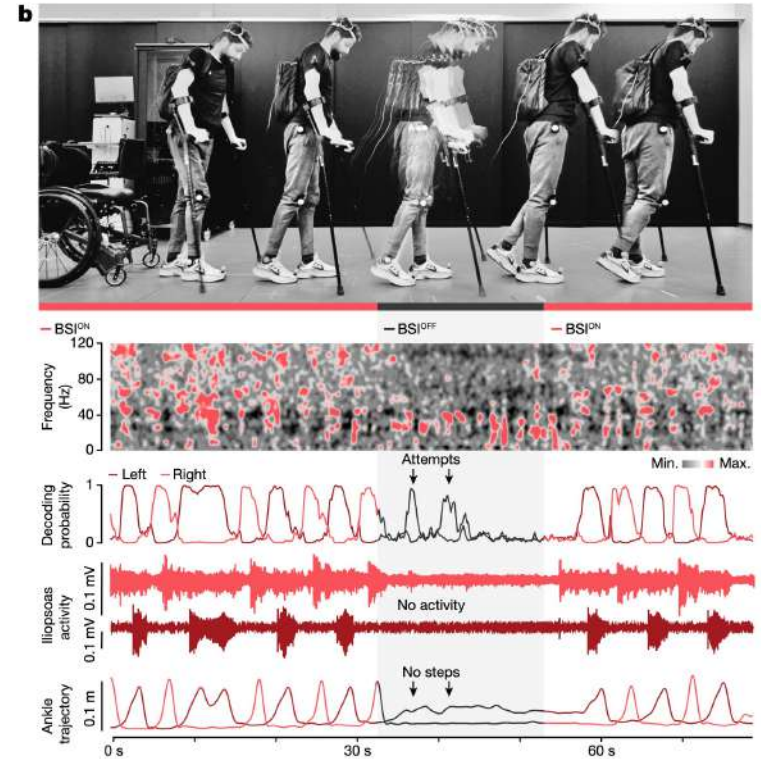 b
BSI^ON
BSI^OFF
BSI^ON
Frequency
(Hz)
120
80
40
0
Min.
Max.
Left
Right
Attempts
Decoding
probability
1
0
Iliopsoas
activity
0.1 mV
0.1 mV
No activity
No steps
Ankle
trajectory
0.1 m
0 s
30 s
60 s